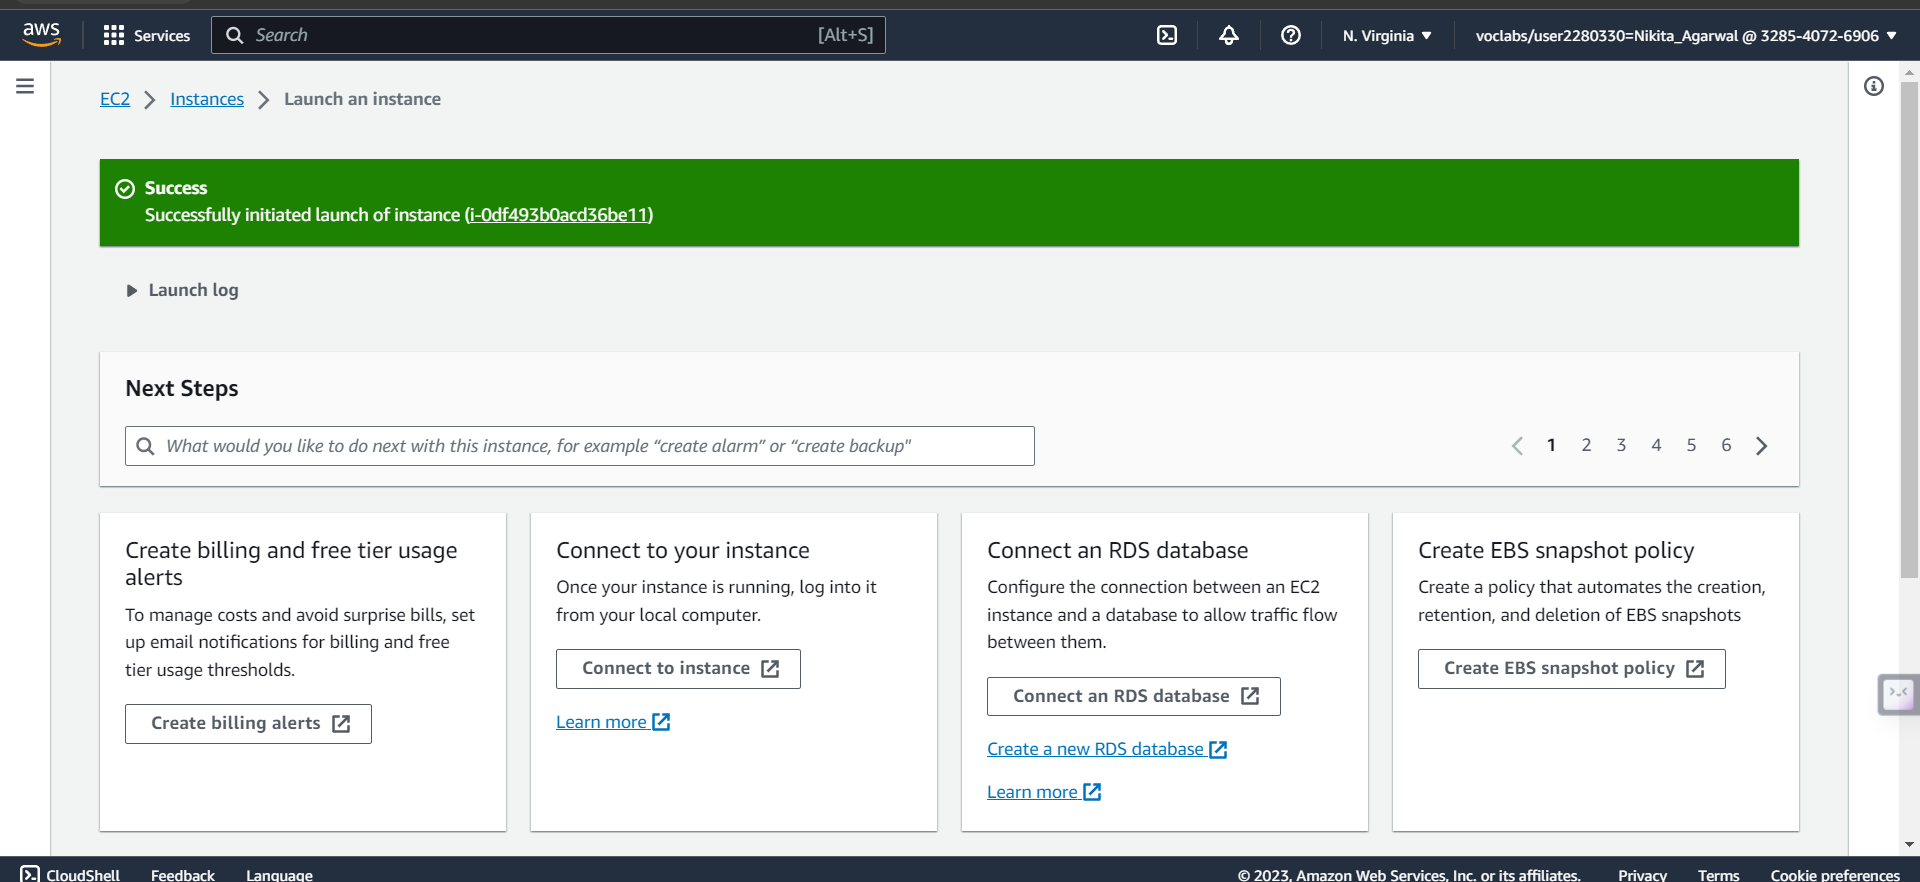 aws
Services
Search
[Alt+S]
N. Virginia
voclabs/user2280330=Nikita_Agarwal @ 3285-4072-6906
EC2
Instances
Launch an instance
Success
Successfully initiated launch of instance (i-0df493b0acd36be11)
Launch log
Next Steps
What would you like to do next with this instance, for example “create alarm” or “create backup"
1 2 3 4 5 6
Create billing and free tier usage
alerts
To manage costs and avoid surprise bills, set
up email notifications for billing and free
tier usage thresholds.
Create billing alerts
Connect to your instance
Once your instance is running, log into it
from your local computer.
Connect to instance
Learn more
Connect an RDS database
Configure the connection between an EC2
instance and a database to allow traffic flow
between them.
Connect an RDS database
Create a new RDS database
Learn more
Create EBS snapshot policy
Create a policy that automates the creation,
retention, and deletion of EBS snapshots
Create EBS snapshot policy
CloudShell
Feedback
Language
© 2023, Amazon Web Services, Inc. or its affiliates.
Privacy
Terms
Cookie preferences